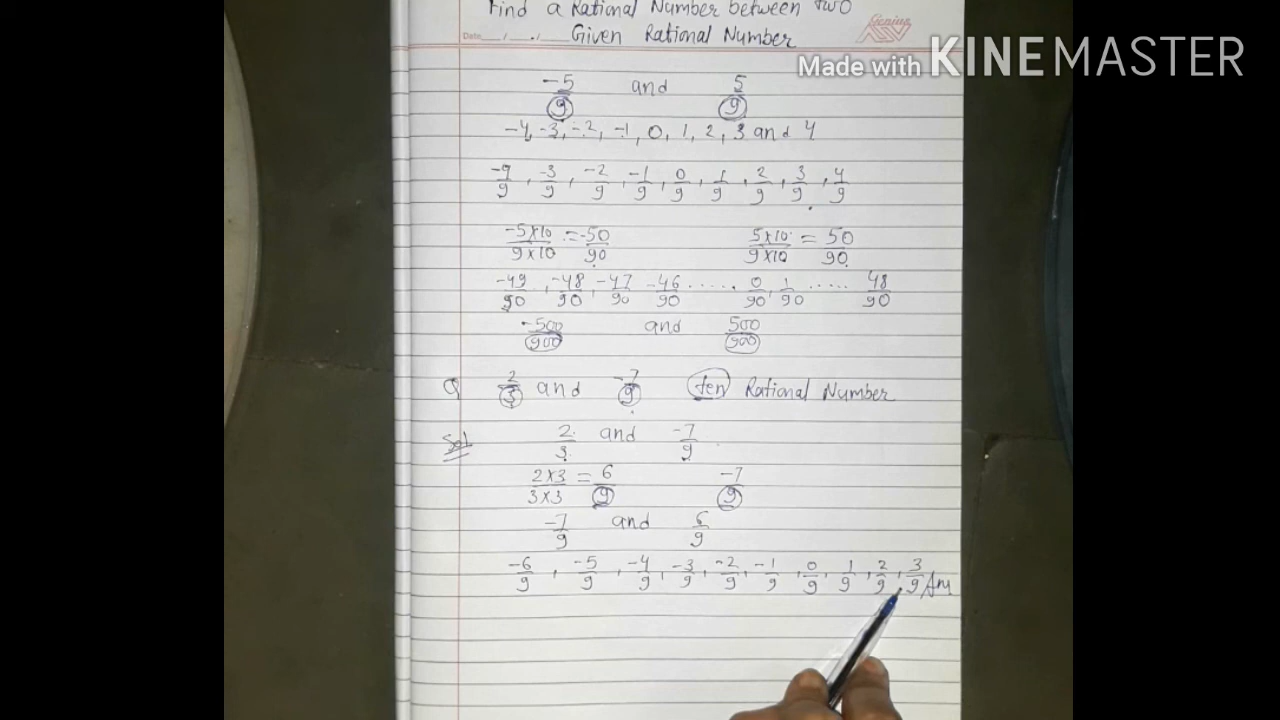 Find a Rational Number between two
Genius
Date / . / Given Rational Number
Made with KINEMASTER
-5/9 and 5/9
-4, -3, -2, -1, 0, 1, 2, 3 and 4
-4/9, -3/9, -2/9, -1/9, 0/9, 1/9, 2/9, 3/9, 4/9
-5×10/9×10 = -50/90 5×10/9×10 = 50/90
-49/90, -48/90, -47/90 -46/90 ...... 0/90, 1/90 ..... 48/90
-500/900 and 500/900
Q 2/3 and -7/9 ten Rational Number
Sol 2/3 and -7/9
2×3/3×3 = 6/9 -7/9
-7/9 and 6/9
-6/9, -5/9, -4/9, -3/9, -2/9, -1/9, 0/9, 1/9, 2/9, 3/9 Ans